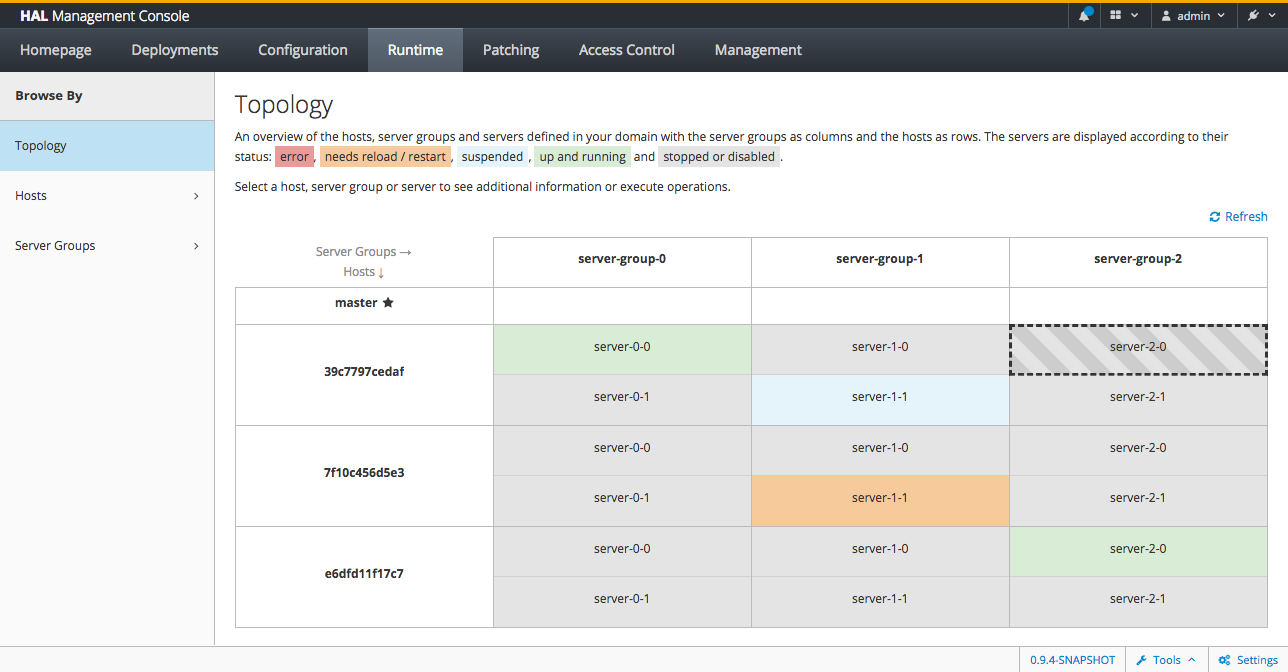 HAL Management Console
admin
Homepage Deployments Configuration Runtime Patching Access Control Management
Browse By
Topology
Hosts
Server Groups
Topology
An overview of the hosts, server groups and servers defined in your domain with the server groups as columns and the hosts as rows. The servers are displayed according to their
status: error, needs reload / restart, suspended, up and running and stopped or disabled.
Select a host, server group or server to see additional information or execute operations.
Refresh
Server Groups →
Hosts ↓
server-group-0 server-group-1 server-group-2
master ★
39c7797cedaf
server-0-0 server-1-0 server-2-0
server-0-1 server-1-1 server-2-1
7f10c456d5e3
server-0-0 server-1-0 server-2-0
server-0-1 server-1-1 server-2-1
e6dfd11f17c7
server-0-0 server-1-0 server-2-0
server-0-1 server-1-1 server-2-1
0.9.4-SNAPSHOT Tools Settings